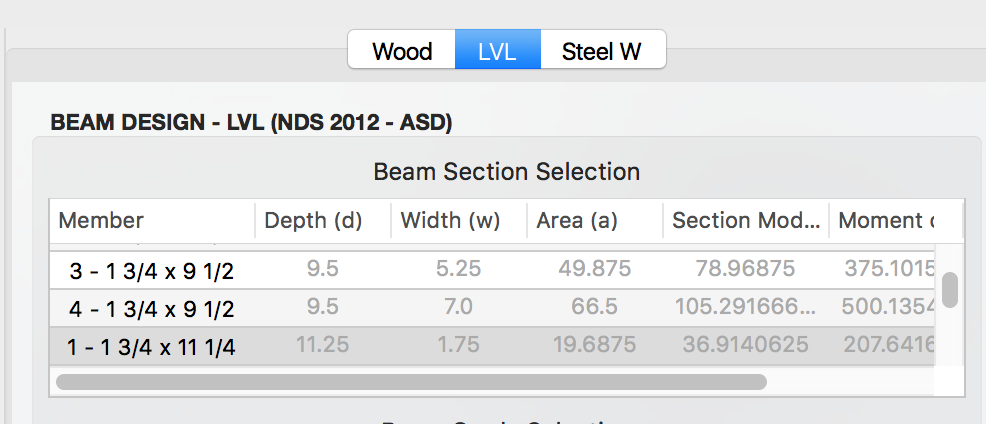 Wood LVL Steel W
BEAM DESIGN - LVL (NDS 2012 - ASD)
Beam Section Selection
Member Depth (d) Width (w) Area (a) Section Mod... Moment
3 - 1 3/4 x 9 1/2 9.5 5.25 49.875 78.96875 375.1015
4 - 1 3/4 x 9 1/2 9.5 7.0 66.5 105.291666... 500.1354
1 - 1 3/4 x 11 1/4 11.25 1.75 19.6875 36.9140625 207.6416